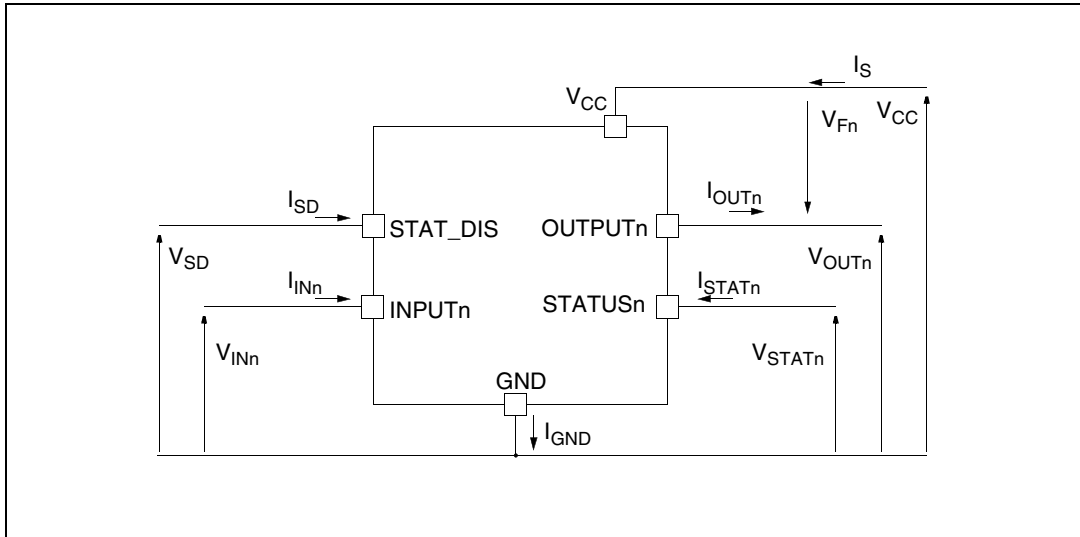 I_S
V_CC
V_Fn
V_CC
I_SD
I_OUTn
STAT_DIS
OUTPUTn
V_SD
V_OUTn
I_INn
I_STATn
INPUTn
STATUSn
V_INn
V_STATn
GND
I_GND